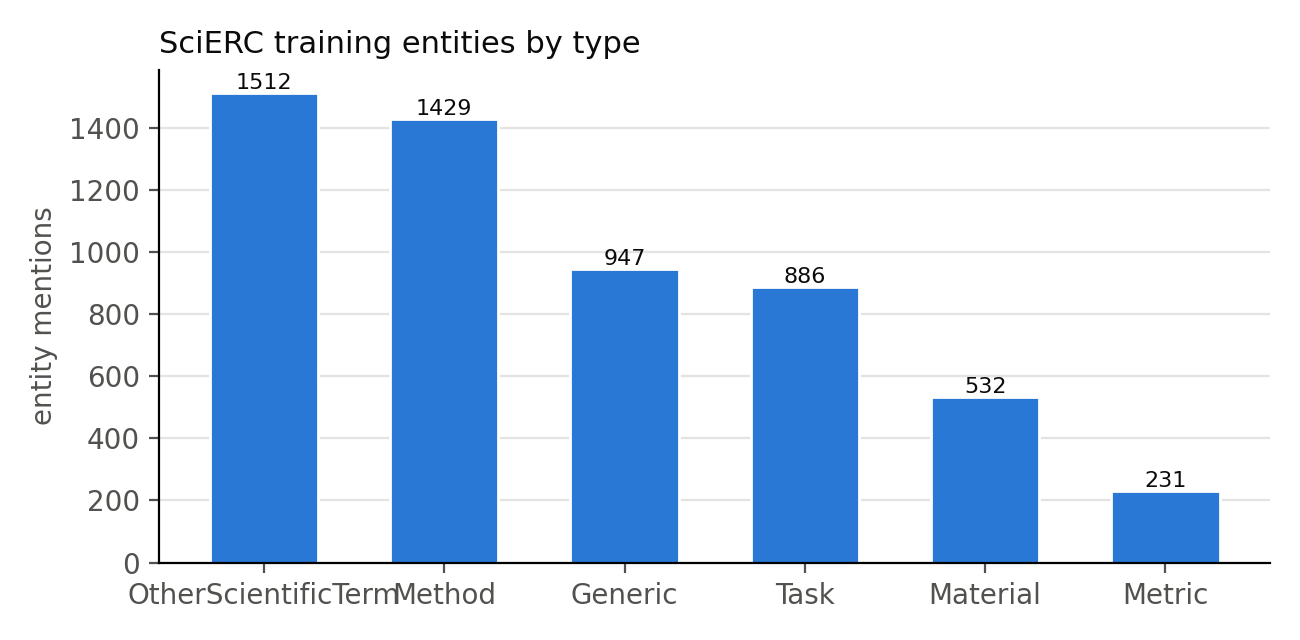 SciERC training entities by type
entity mentions
1400
1200
1000
800
600
400
200
0
1512
1429
947
886
532
231
OtherScientificTerm
Method
Generic
Task
Material
Metric